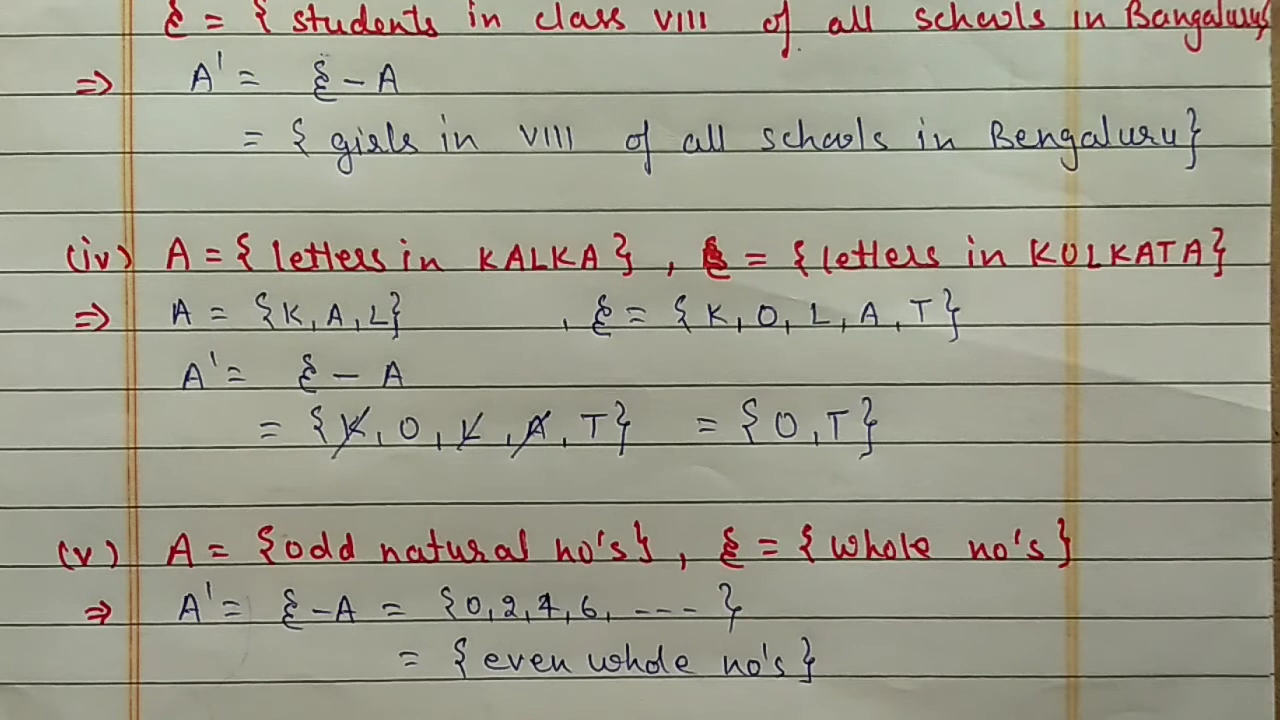 ξ = { students in class VIII of all schools in Bangaluru}
⇒ A' = ξ – A
= { girls in VIII of all schools in Bengaluru}
(iv) A = { letters in KALKA} , ξ = { letters in KOLKATA}
⇒ A = {K, A, L} , ξ = { K, O, L, A, T}
A' = ξ – A
= {K, O, L, A, T} = {O, T}
(v) A = {odd natural no's} , ξ = { whole no's }
⇒ A' = ξ – A = {0, 2, 4, 6, ---- }
= { even whole no's}